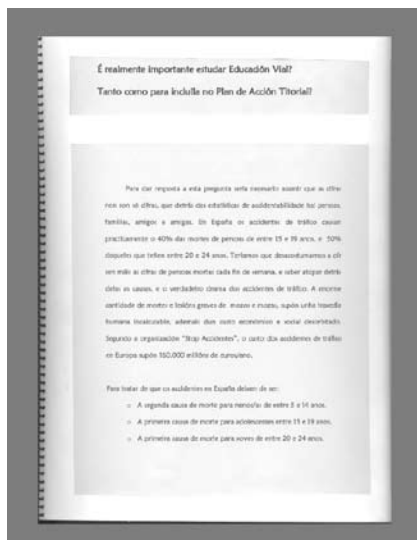 É realmente importante estudar Educación Vial?
Tanto como para incluíla no Plan de Acción Titorial?
Para dar resposta a esta pregunta sería necesario asumir que as cifras
non son só cifras, que detrás das estatísticas de accidentabilidade hai persoas,
familias, amigos e amigas. En España os accidentes de tráfico causan
practicamente o 40% das mortes de persoas de entre 15 e 19 anos, e 50%
daqueles que teñen entre 20 e 24 anos. Teriamos que desacostumarnos a oír
sen máis as cifras de persoas mortas cada fin de semana, e saber atopar detrás
delas as causas, e o verdadeiro drama dos accidentes de tráfico. A enorme
cantidade de mortes e lesións graves de mozos e mozas, supón unha traxedia
humana incalculable, ademais dun custo económico e social desorbitado.
Segundo a organización "Stop Accidentes", o custo dos accidentes de tráfico
en Europa supón 160.000 millóns de euros/ano.
Para tratar de que os accidentes en España deixen de ser:
o A segunda causa de morte para nenos/as de entre 5 e 14 anos.
o A primeira causa de morte para adolescentes entre 15 e 19 anos.
o A primeira causa de morte para xoves de entre 20 e 24 anos.